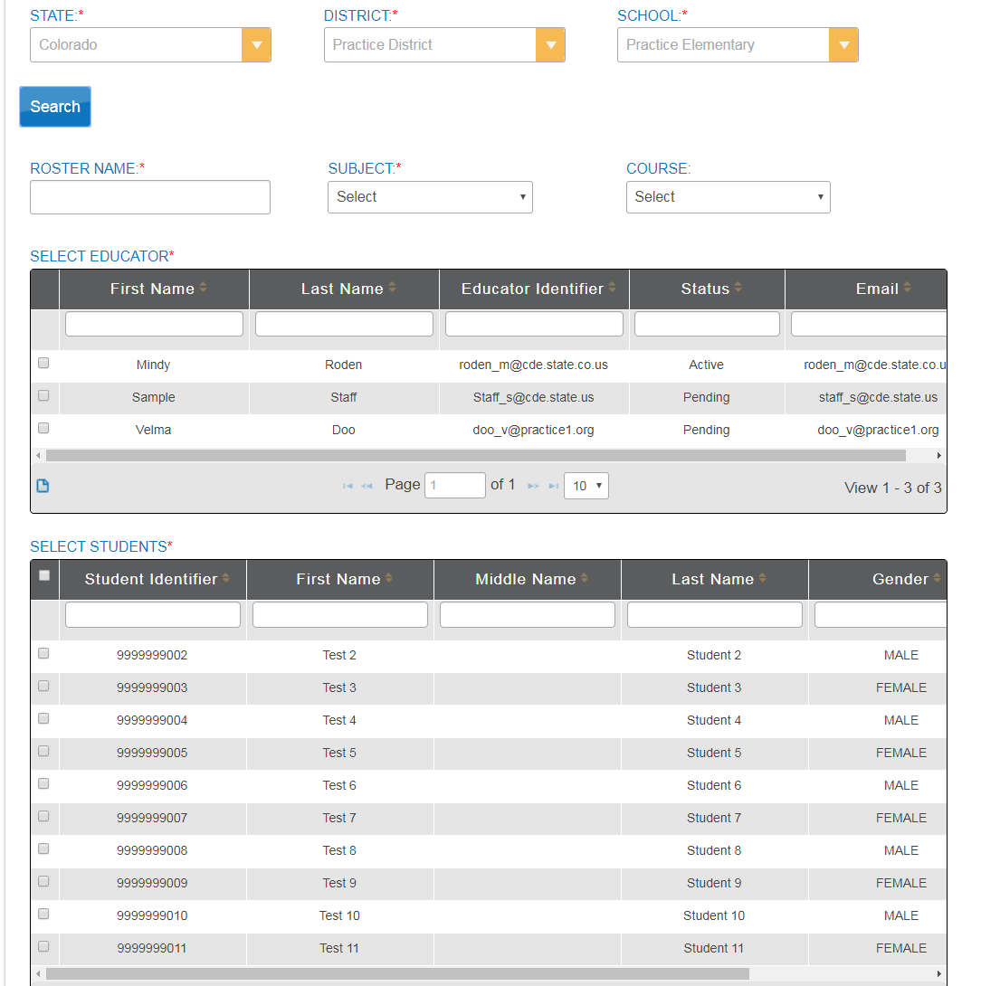 STATE:* DISTRICT:* SCHOOL:*
Colorado Practice District Practice Elementary
Search
ROSTER NAME:* SUBJECT:* COURSE:
Select Select
SELECT EDUCATOR*
First Name Last Name Educator Identifier Status Email
Mindy Roden roden_m@cde.state.co.us Active roden_m@cde.state.co.u
Sample Staff Staff_s@cde.state.us Pending staff_s@cde.state.us
Velma Doo doo_v@practice1.org Pending doo_v@practice1.org
Page 1 of 1 10 View 1 - 3 of 3
SELECT STUDENTS*
Student Identifier First Name Middle Name Last Name Gender
9999999002 Test 2 Student 2 MALE
9999999003 Test 3 Student 3 FEMALE
9999999004 Test 4 Student 4 MALE
9999999005 Test 5 Student 5 FEMALE
9999999006 Test 6 Student 6 MALE
9999999007 Test 7 Student 7 FEMALE
9999999008 Test 8 Student 8 MALE
9999999009 Test 9 Student 9 FEMALE
9999999010 Test 10 Student 10 MALE
9999999011 Test 11 Student 11 FEMALE